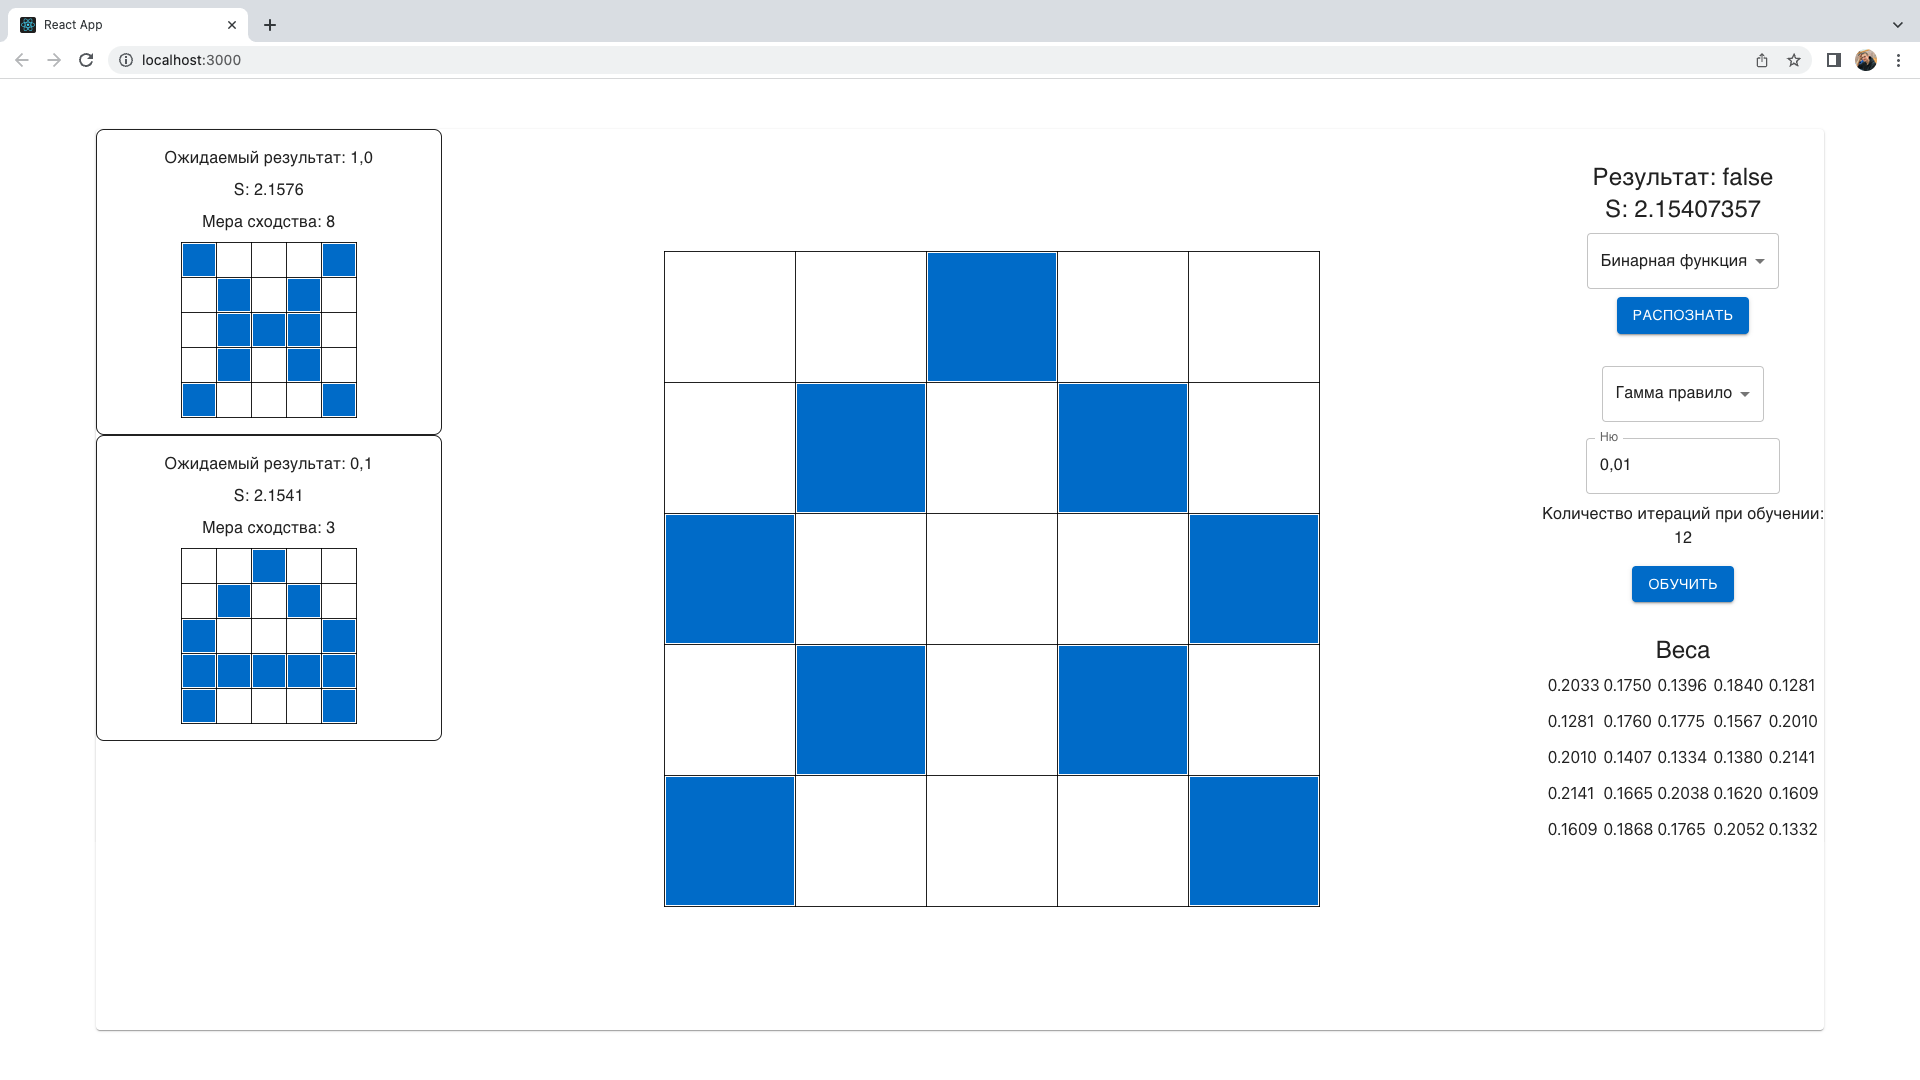 React App
localhost:3000
Ожидаемый результат: 1,0
S: 2.1576
Мера сходства: 8
Ожидаемый результат: 0,1
S: 2.1541
Мера сходства: 3
Результат: false
S: 2.15407357
Бинарная функция
РАСПОЗНАТЬ
Гамма правило
Ню
0,01
Количество итераций при обучении:
12
ОБУЧИТЬ
Веса
0.2033 0.1750 0.1396 0.1840 0.1281
0.1281 0.1760 0.1775 0.1567 0.2010
0.2010 0.1407 0.1334 0.1380 0.2141
0.2141 0.1665 0.2038 0.1620 0.1609
0.1609 0.1868 0.1765 0.2052 0.1332